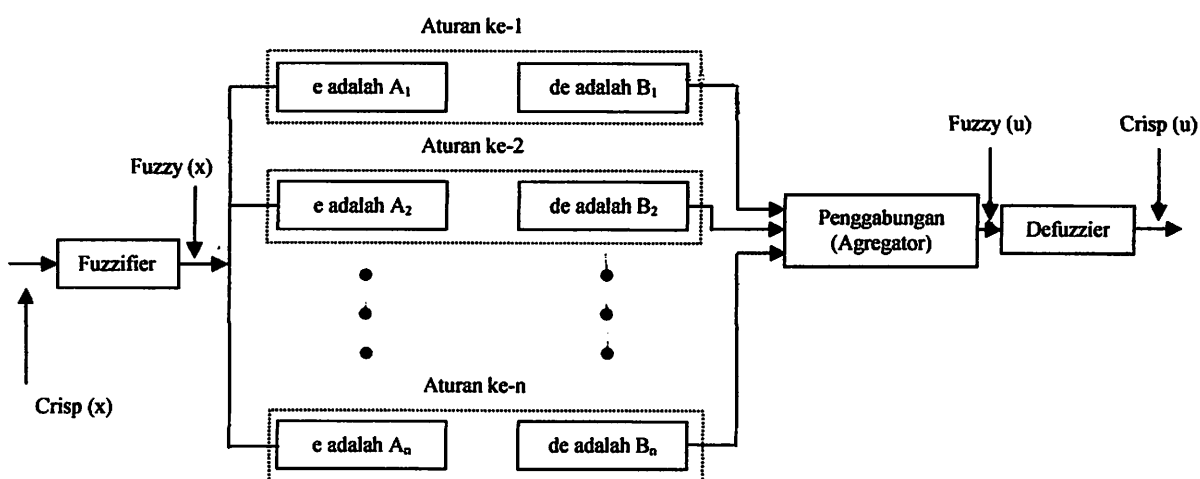 Aturan ke-1
e adalah A₁
de adalah B₁
Fuzzy (x)
Aturan ke-2
e adalah A₂
de adalah B₂
Fuzzy (u)
Crisp (u)
Fuzzifier
Penggabungan
(Agregator)
Defuzzier
Crisp (x)
Aturan ke-n
e adalah Aₙ
de adalah Bₙ